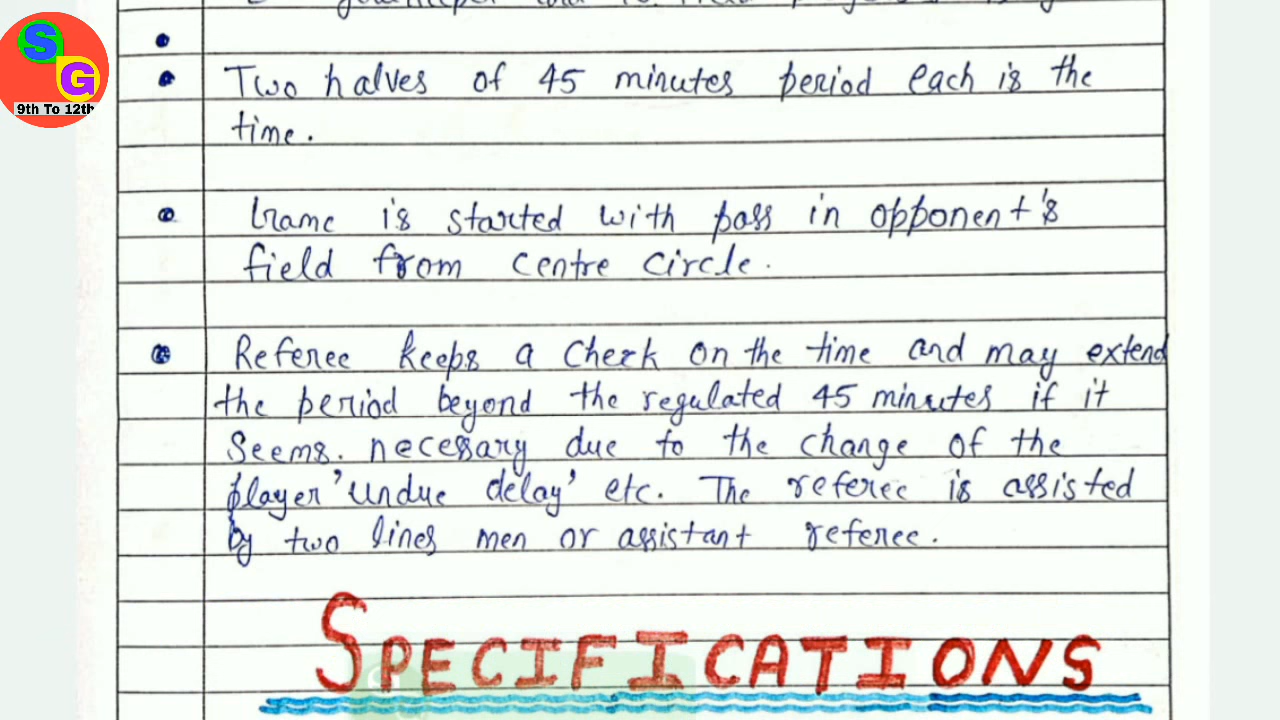 SG
9th To 12th
Two halves of 45 minutes period each is the
time.
Game is started with pass in opponent's
field from centre circle.
Referee keeps a check on the time and may extend
the period beyond the regulated 45 minutes if it
seems. necessary due to the change of the
player 'undue delay' etc. The referee is assisted
by two lines men or assistant referee.
SPECIFICATIONS